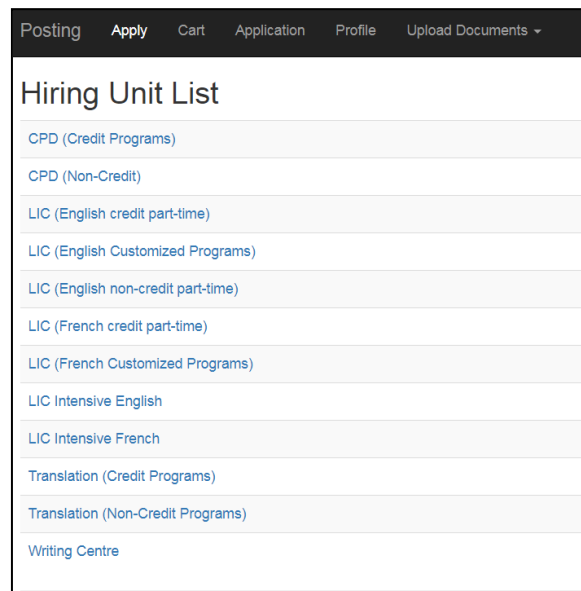 Posting Apply Cart Application Profile Upload Documents
Hiring Unit List
CPD (Credit Programs)
CPD (Non-Credit)
LIC (English credit part-time)
LIC (English Customized Programs)
LIC (English non-credit part-time)
LIC (French credit part-time)
LIC (French Customized Programs)
LIC Intensive English
LIC Intensive French
Translation (Credit Programs)
Translation (Non-Credit Programs)
Writing Centre